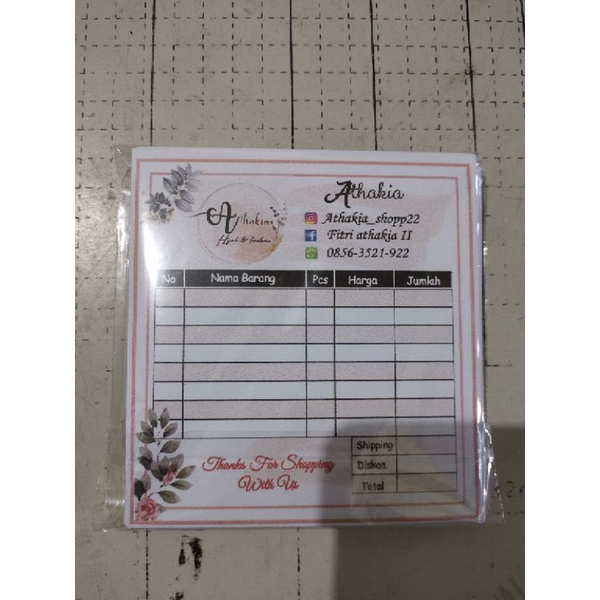 Athakia
Athakia
Athakia_shopp22
Fitri athakia II
0856-3521-922
No Nama Barang Pcs Harga Jumlah
Thanks For Shopping
With Us
Shipping
Diskon
Total